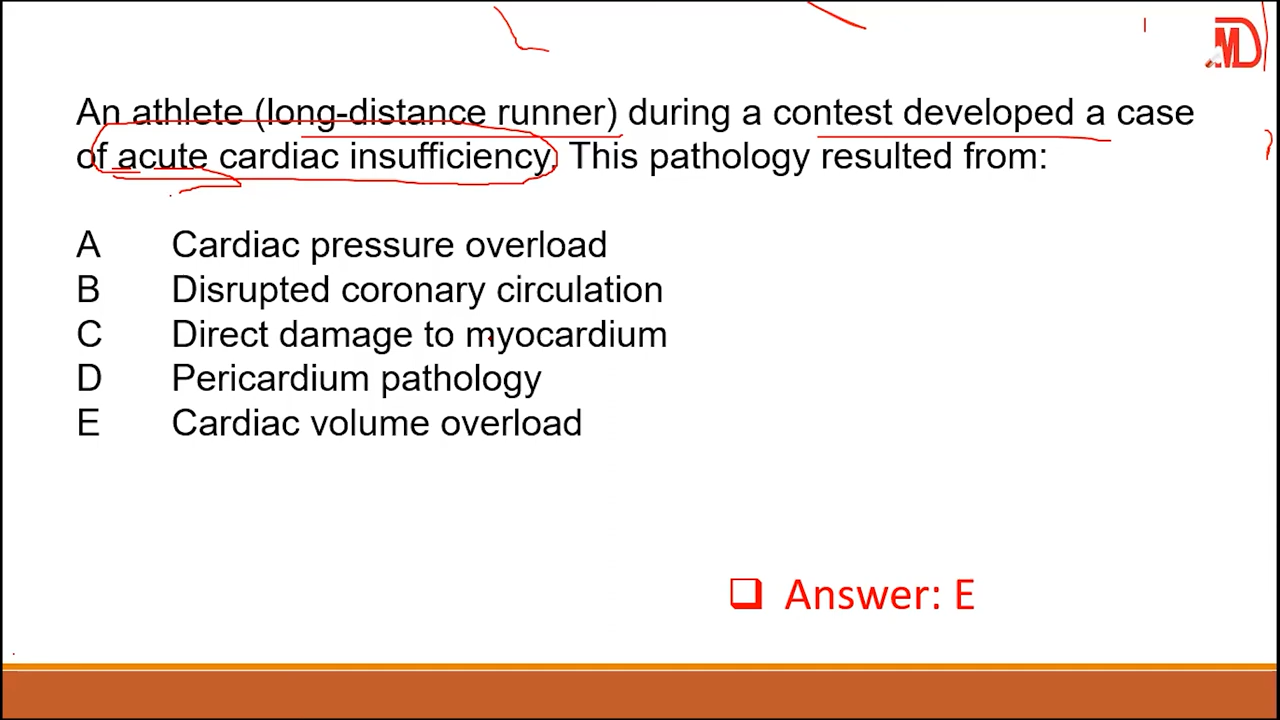 MD
An athlete (long-distance runner) during a contest developed a case
of acute cardiac insufficiency. This pathology resulted from:
A Cardiac pressure overload
B Disrupted coronary circulation
C Direct damage to myocardium
D Pericardium pathology
E Cardiac volume overload
Answer: E